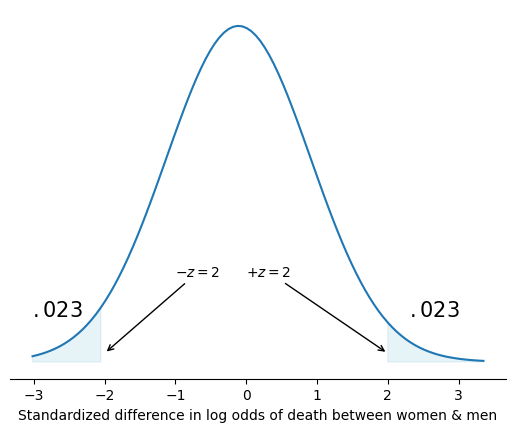 −z = 2 +z = 2
.023 .023
−3 −2 −1 0 1 2 3
Standardized difference in log odds of death between women & men